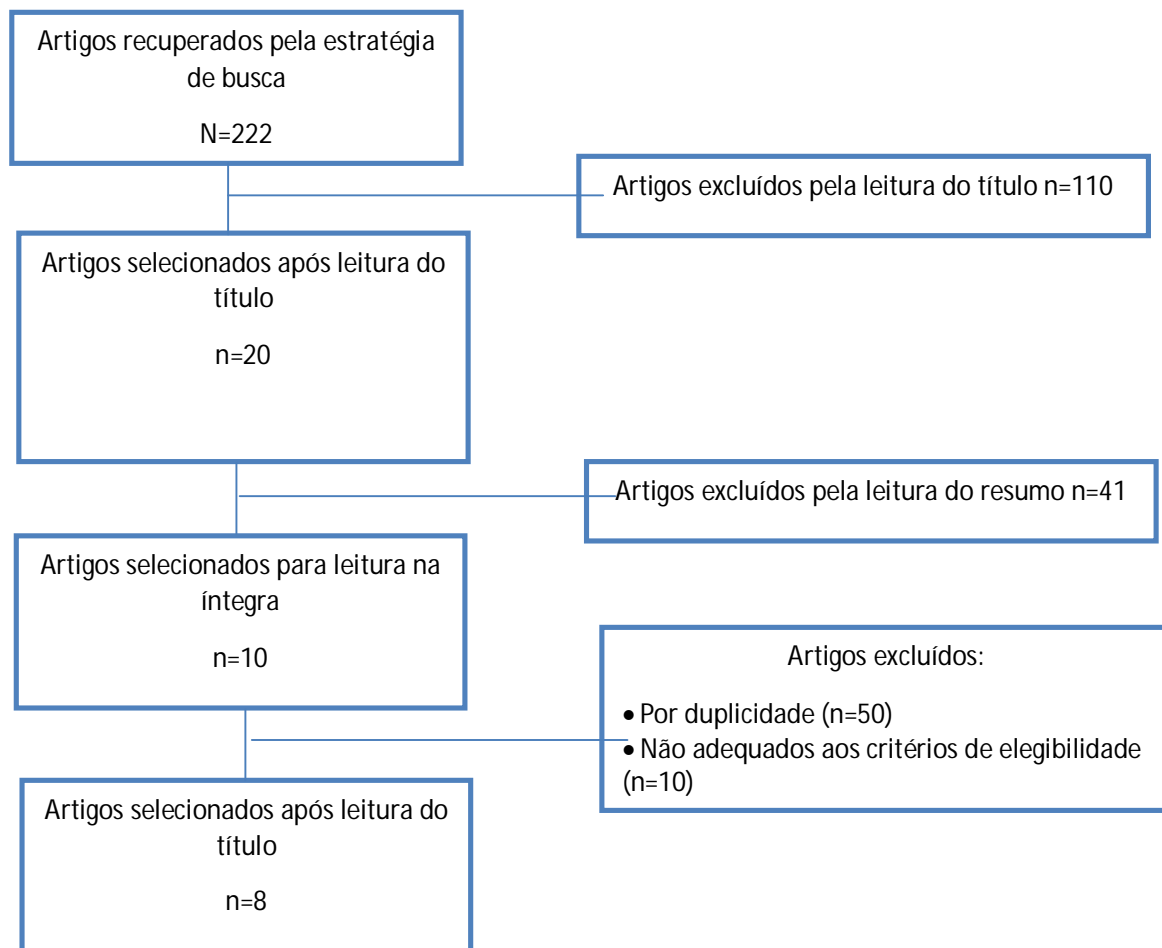 Artigos recuperados pela estratégia
de busca
N=222
Artigos excluídos pela leitura do título n=110
Artigos selecionados após leitura do
título
n=20
Artigos excluídos pela leitura do resumo n=41
Artigos selecionados para leitura na
íntegra
n=10
Artigos excluídos:
• Por duplicidade (n=50)
• Não adequados aos critérios de elegibilidade
(n=10)
Artigos selecionados após leitura do
título
n=8